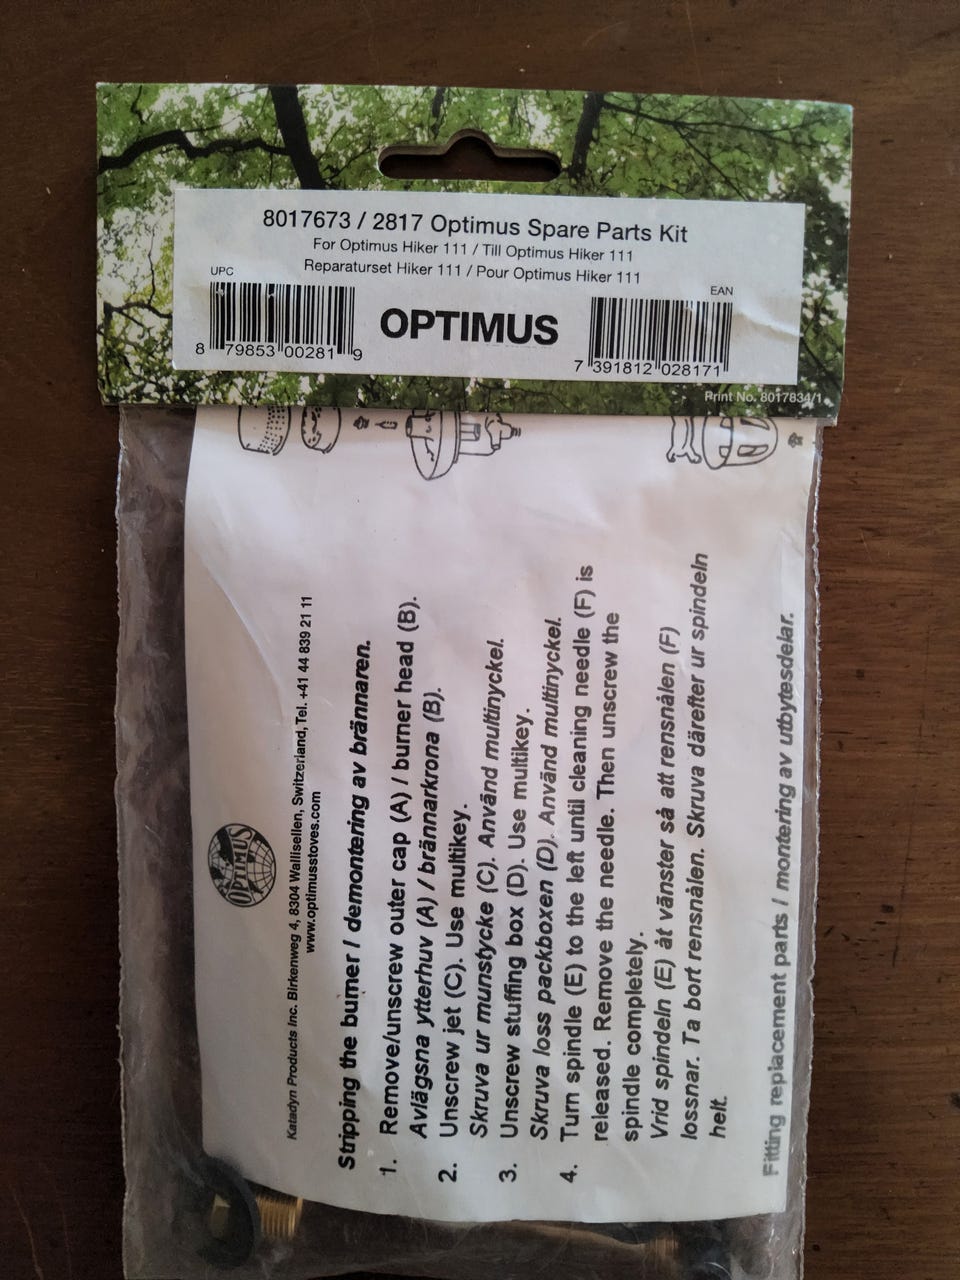 8017673 / 2817 Optimus Spare Parts Kit
For Optimus Hiker 111 / Till Optimus Hiker 111
Reparaturset Hiker 111 / Pour Optimus Hiker 111
UPC
EAN
OPTIMUS
8 79853 00281 9
7 391812 028171
Print No. 8017834/1
OPTIMUS
Katadyn Products Inc. Birkenweg 4, 8304 Wallisellen, Switzerland, Tel. +41 44 839 21 11
www.optimusstoves.com
Stripping the burner / demontering av brännaren.
1. Remove/unscrew outer cap (A) / burner head (B).
Avlägsna ytterhuv (A) / brännarkrona (B).
2. Unscrew jet (C). Use multikey.
Skruva ur munstycke (C). Använd multinyckel.
3. Unscrew stuffing box (D). Use multikey.
Skruva loss packboxen (D). Använd multinyckel.
4. Turn spindle (E) to the left until cleaning needle (F) is
released. Remove the needle. Then unscrew the
spindle completely.
Vrid spindeln (E) åt vänster så att rensnålen (F)
lossnar. Ta bort rensnålen. Skruva därefter ur spindeln
helt.
Fitting replacement parts / montering av utbytesdelar.